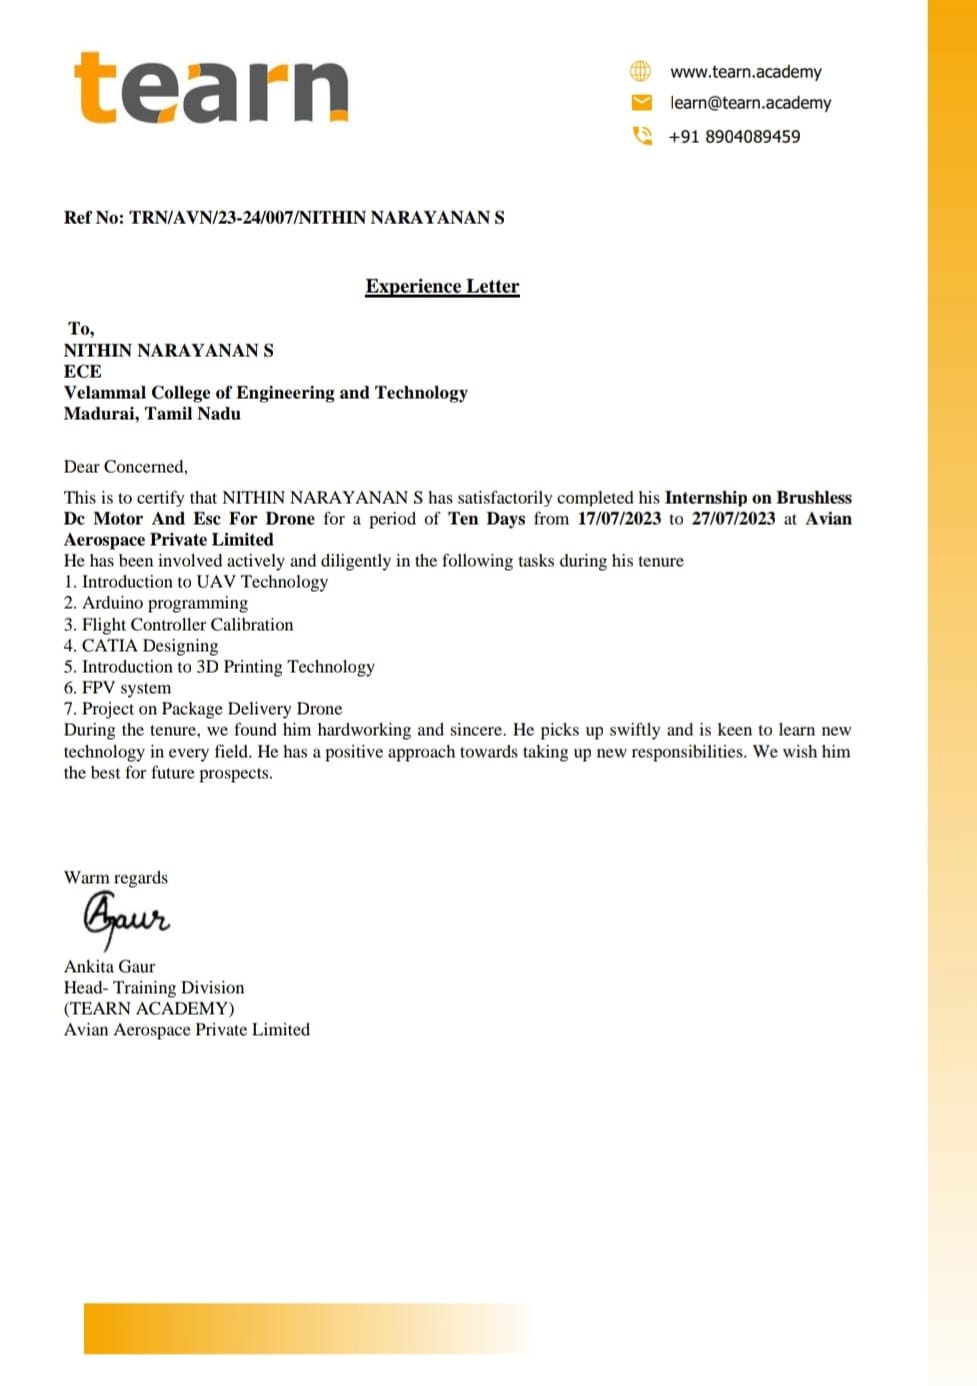 tearn
www.tearn.academy
learn@tearn.academy
+91 8904089459
Ref No: TRN/AVN/23-24/007/NITHIN NARAYANAN S
Experience Letter
To,
NITHIN NARAYANAN S
ECE
Velammal College of Engineering and Technology
Madurai, Tamil Nadu
Dear Concerned,
This is to certify that NITHIN NARAYANAN S has satisfactorily completed his Internship on Brushless
Dc Motor And Esc For Drone for a period of Ten Days from 17/07/2023 to 27/07/2023 at Avian
Aerospace Private Limited
He has been involved actively and diligently in the following tasks during his tenure
1. Introduction to UAV Technology
2. Arduino programming
3. Flight Controller Calibration
4. CATIA Designing
5. Introduction to 3D Printing Technology
6. FPV system
7. Project on Package Delivery Drone
During the tenure, we found him hardworking and sincere. He picks up swiftly and is keen to learn new
technology in every field. He has a positive approach towards taking up new responsibilities. We wish him
the best for future prospects.
Warm regards
AGaur
Ankita Gaur
Head- Training Division
(TEARN ACADEMY)
Avian Aerospace Private Limited